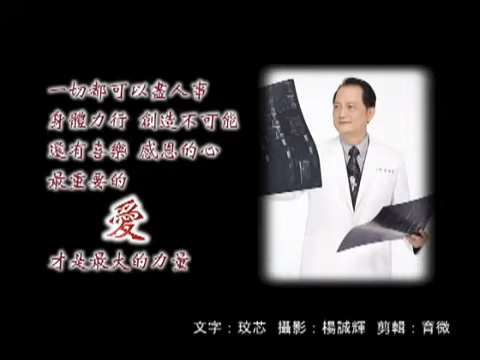 一切都可以盡人事
身體力行 創造不可能
還有喜樂 感恩的心
最重要的
愛
才是最大的力量
文字：玟芯 攝影：楊誠輝 剪輯：育微